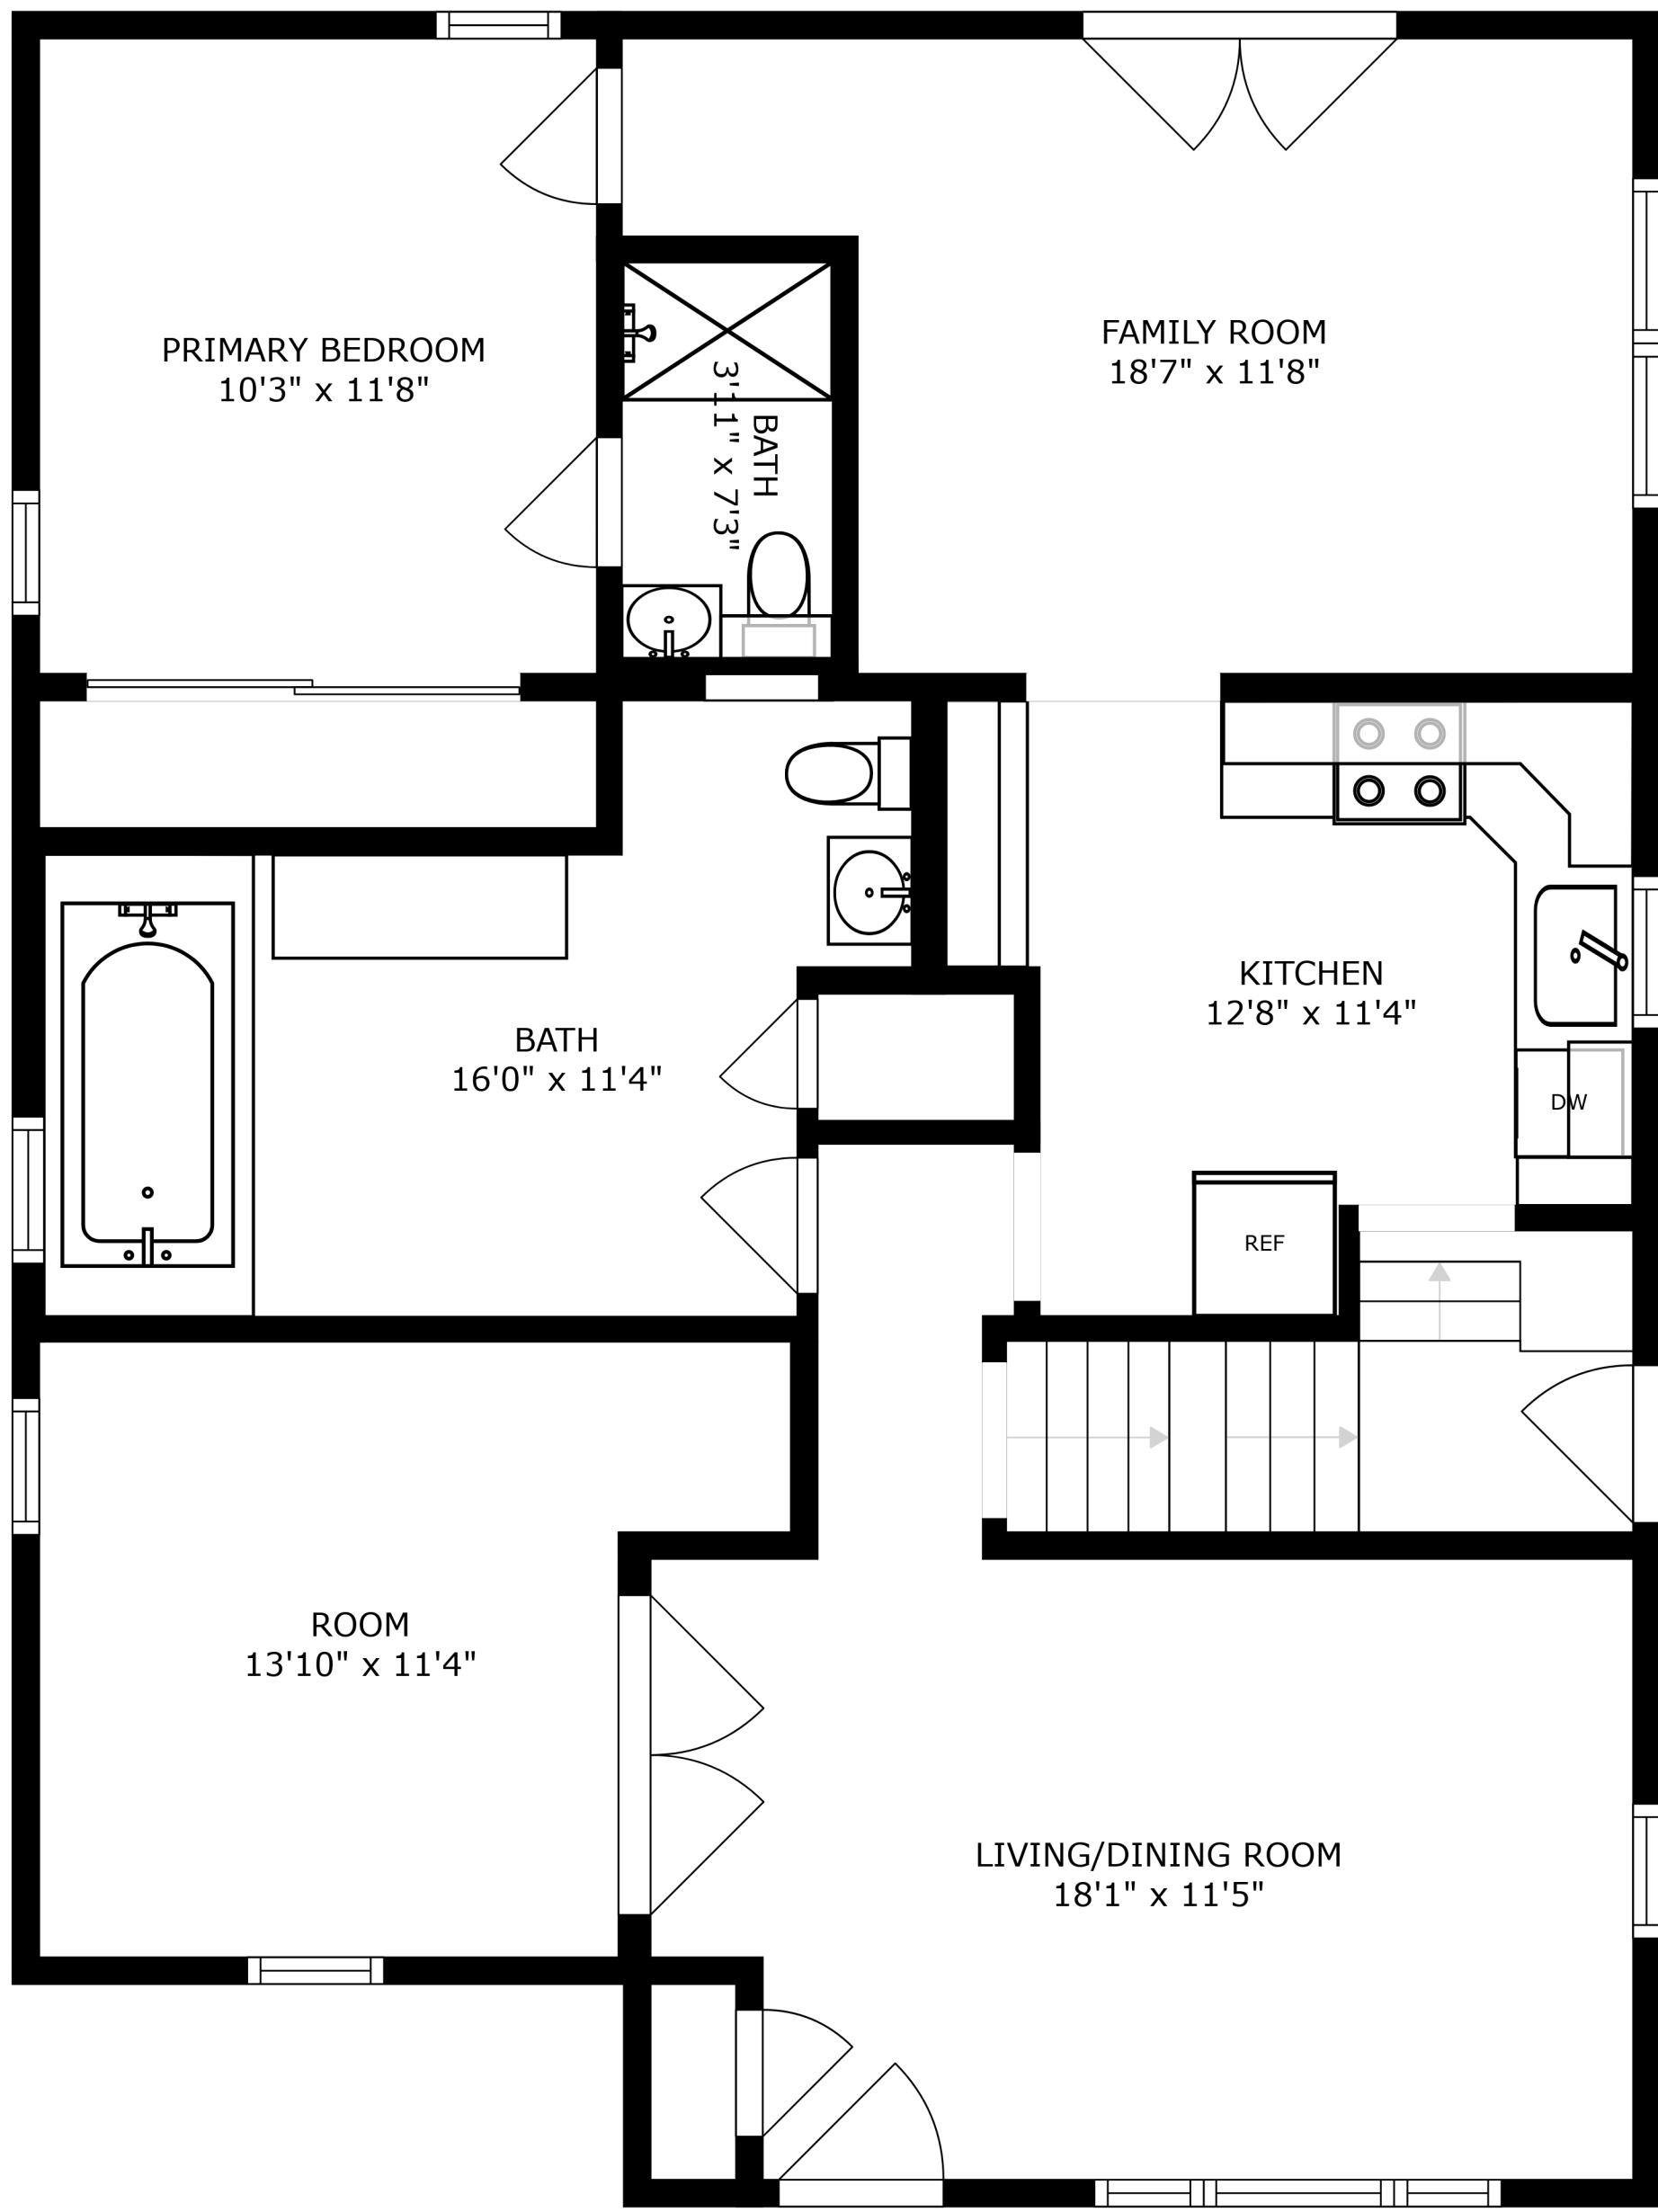 PRIMARY BEDROOM
10'3" x 11'8"
FAMILY ROOM
18'7" x 11'8"
BATH
3'11" x 7'3"
KITCHEN
12'8" x 11'4"
BATH
16'0" x 11'4"
DW
REF
ROOM
13'10" x 11'4"
LIVING/DINING ROOM
18'1" x 11'5"